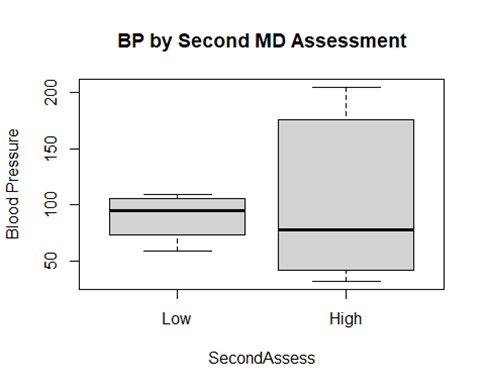 BP by Second MD Assessment
200
150
100
50
Blood Pressure
Low
High
SecondAssess